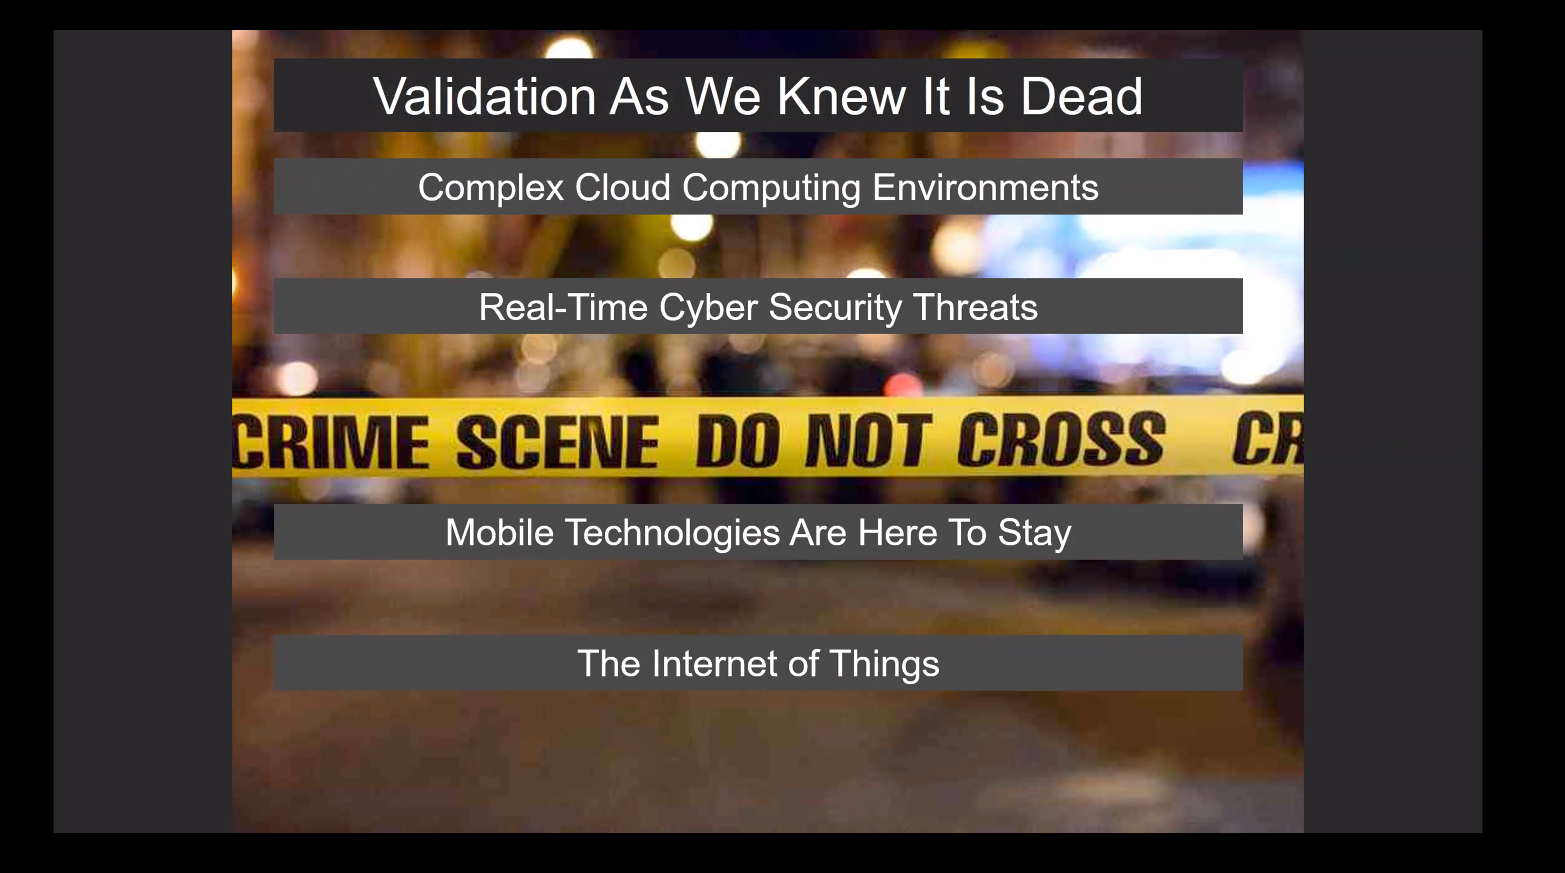 Validation As We Knew It Is Dead
Complex Cloud Computing Environments
Real-Time Cyber Security Threats
CRIME SCENE DO NOT CROSS CR
Mobile Technologies Are Here To Stay
The Internet of Things